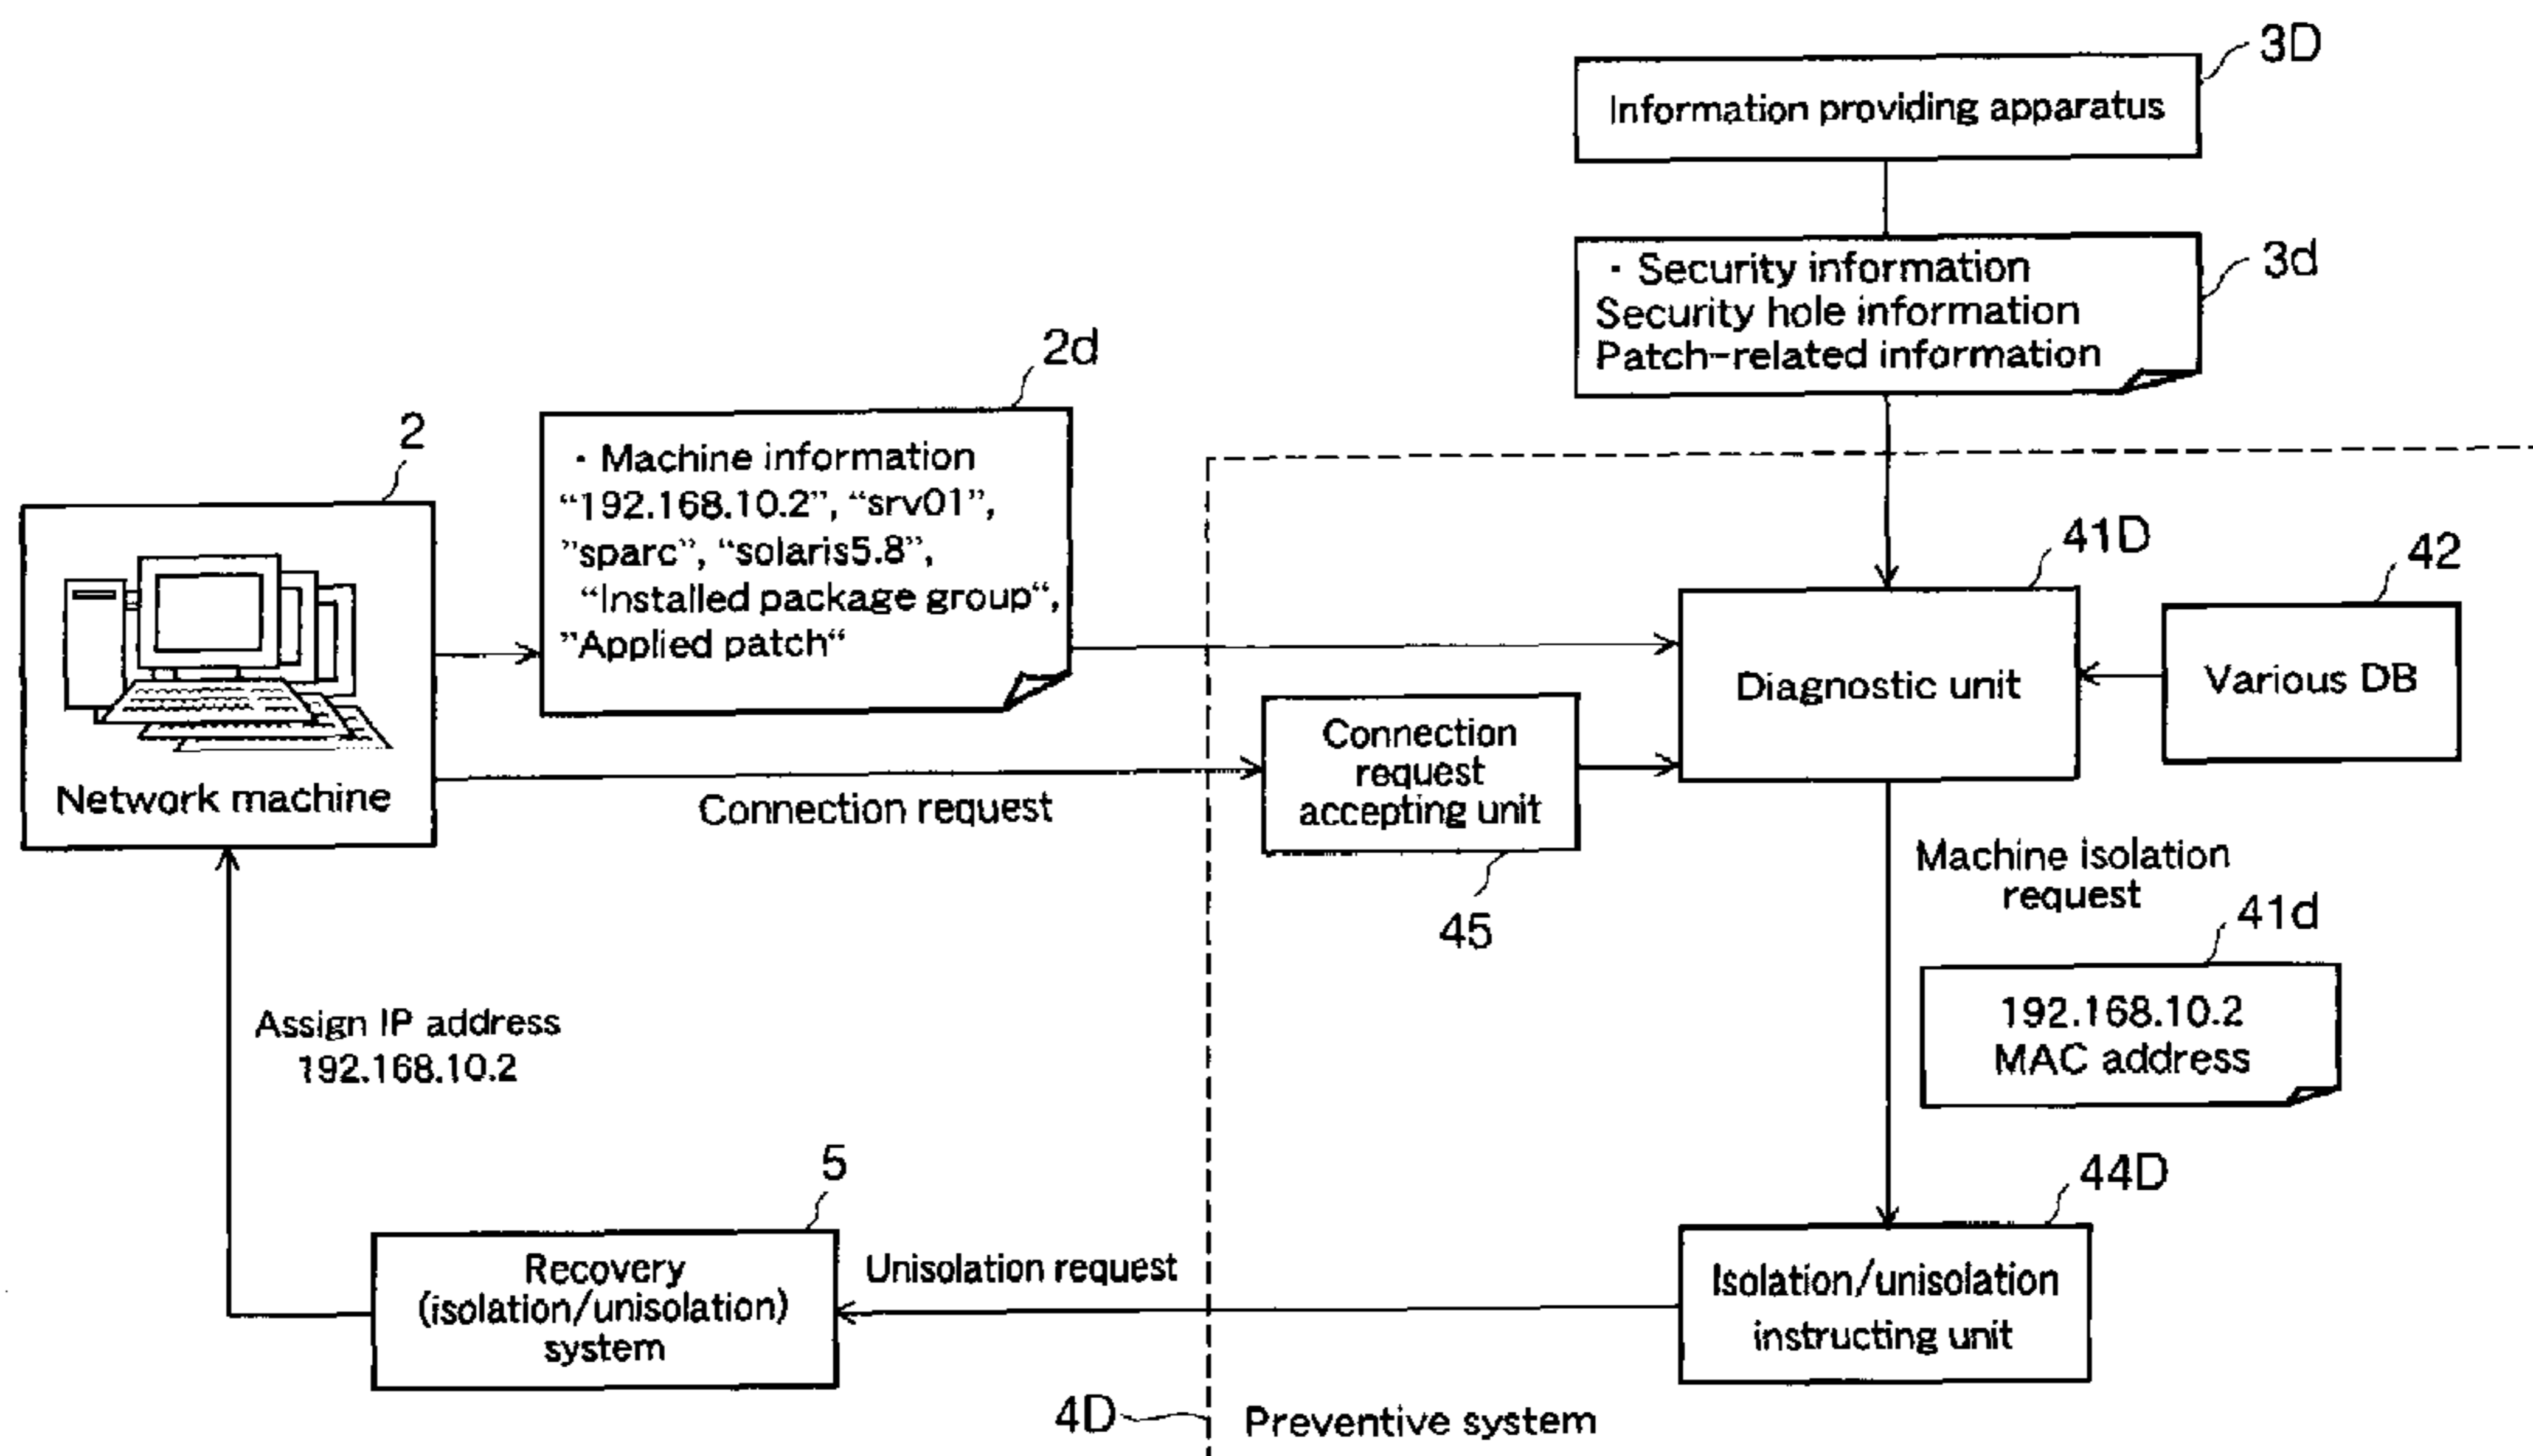 3D
Information providing apparatus
3d
・Security information
Security hole information
Patch-related information
2d
・Machine information
“192.168.10.2”, “srv01”,
”sparc”, “solaris5.8”,
“Installed package group“,
”Applied patch“
2
Network machine
41D
Diagnostic unit
42
Various DB
Connection request
Connection
request
accepting unit
45
Machine isolation
request
41d
192.168.10.2
MAC address
Assign IP address
192.168.10.2
5
Recovery
(isolation/unisolation)
system
Unisolation request
44D
Isolation/unisolation
instructing unit
4D
Preventive system